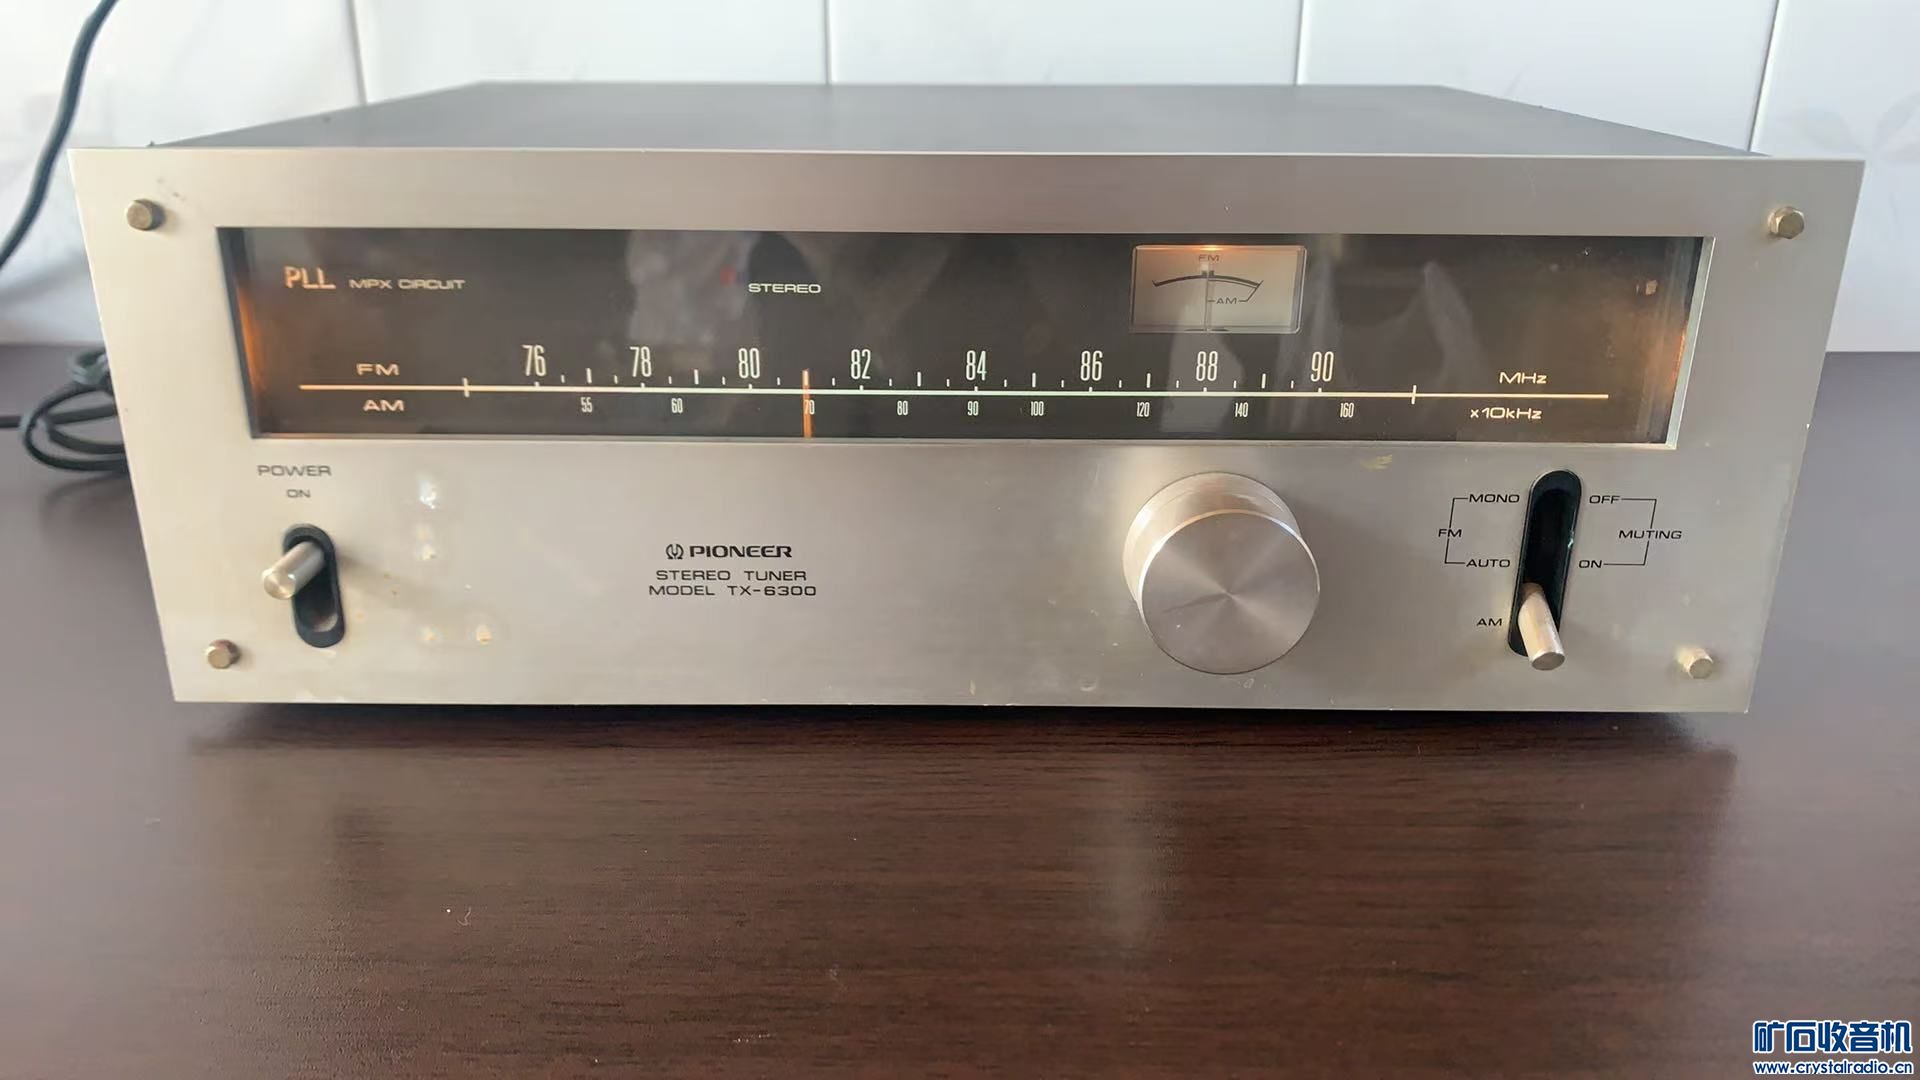 PLL MPX CIRCUIT
STEREO
FM
AM
FM 76 78 80 82 84 86 88 90 MHz
AM 55 60 70 80 90 100 120 140 160 x10kHz
POWER
ON
PIONEER
STEREO TUNER
MODEL TX-6300
MONO OFF
FM MUTING
AUTO ON
AM
矿石收音机
www.crystalradio.cn